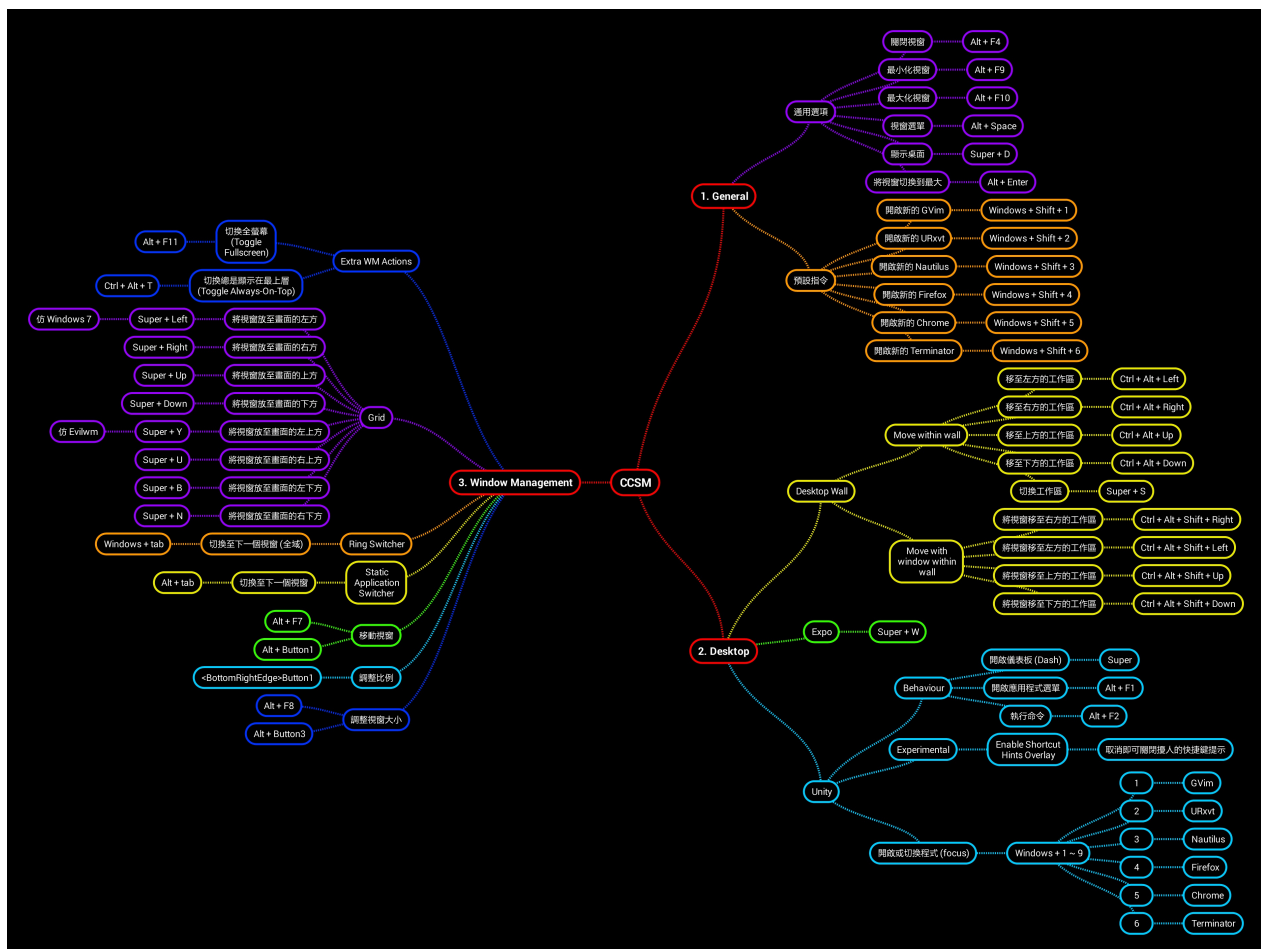 CCSM
1. General
通用選項
關閉視窗
Alt + F4
最小化視窗
Alt + F9
最大化視窗
Alt + F10
視窗選單
Alt + Space
顯示桌面
Super + D
將視窗切換到最大
Alt + Enter
預設指令
開啟新的 GVim
Windows + Shift + 1
開啟新的 URxvt
Windows + Shift + 2
開啟新的 Nautilus
Windows + Shift + 3
開啟新的 Firefox
Windows + Shift + 4
開啟新的 Chrome
Windows + Shift + 5
開啟新的 Terminator
Windows + Shift + 6
2. Desktop
Desktop Wall
Move within wall
移至左方的工作區
Ctrl + Alt + Left
移至右方的工作區
Ctrl + Alt + Right
移至上方的工作區
Ctrl + Alt + Up
移至下方的工作區
Ctrl + Alt + Down
切換工作區
Super + S
Move with
window within
wall
將視窗移至右方的工作區
Ctrl + Alt + Shift + Right
將視窗移至左方的工作區
Ctrl + Alt + Shift + Left
將視窗移至上方的工作區
Ctrl + Alt + Shift + Up
將視窗移至下方的工作區
Ctrl + Alt + Shift + Down
Expo
Super + W
Unity
Behaviour
開啟儀表板 (Dash)
Super
開啟應用程式選單
Alt + F1
執行命令
Alt + F2
Experimental
Enable Shortcut
Hints Overlay
取消即可關閉擾人的快捷鍵提示
開啟或切換程式 (focus)
Windows + 1 ~ 9
1
GVim
2
URxvt
3
Nautilus
4
Firefox
5
Chrome
6
Terminator
3. Window Management
Extra WM Actions
切換全螢幕
(Toggle
Fullscreen)
Alt + F11
切換總是顯示在最上層
(Toggle Always-On-Top)
Ctrl + Alt + T
Grid
將視窗放至畫面的左方
Super + Left
仿 Windows 7
將視窗放至畫面的右方
Super + Right
將視窗放至畫面的上方
Super + Up
將視窗放至畫面的下方
Super + Down
將視窗放至畫面的左上方
Super + Y
仿 Evilwm
將視窗放至畫面的右上方
Super + U
將視窗放至畫面的左下方
Super + B
將視窗放至畫面的右下方
Super + N
Ring Switcher
切換至下一個視窗 (全域)
Windows + tab
Static
Application
Switcher
切換至下一個視窗
Alt + tab
移動視窗
Alt + F7
Alt + Button1
調整比例
<BottomRightEdge>Button1
調整視窗大小
Alt + F8
Alt + Button3